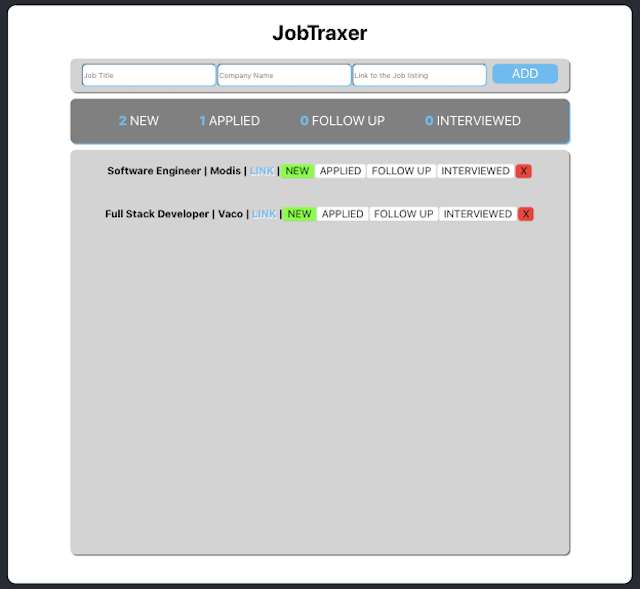 JobTraxer
Job Title Company Name Link to the Job listing ADD
2 NEW 1 APPLIED 0 FOLLOW UP 0 INTERVIEWED
Software Engineer | Modis | LINK | NEW APPLIED FOLLOW UP INTERVIEWED X
Full Stack Developer | Vaco | LINK | NEW APPLIED FOLLOW UP INTERVIEWED X